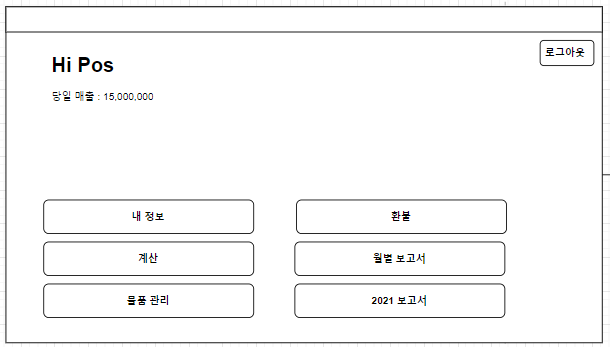 로그아웃
Hi Pos
당일 매출 : 15,000,000
내 정보
환불
계산
월별 보고서
물품 관리
2021 보고서